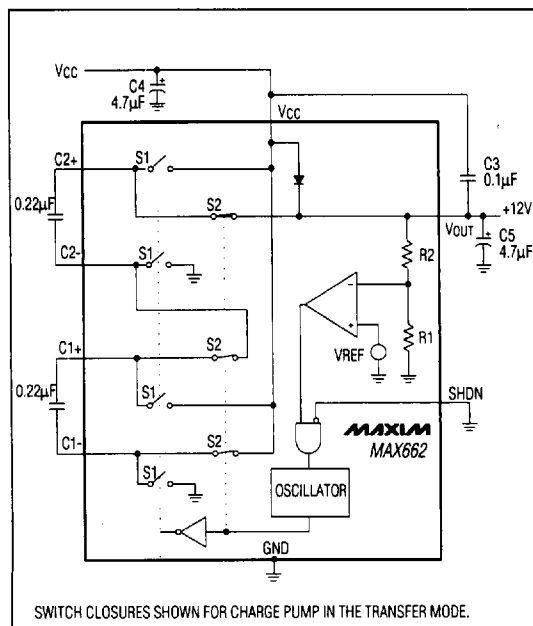 VCC
C4
4.7µF
VCC
C2+
S1
C3
0.1µF
0.22µF
S2
+12V
C2-
S1
VOUT
C5
4.7µF
R2
C1+
S2
VREF
R1
0.22µF
S1
SHDN
C1-
S2
MAXIM
MAX662
S1
OSCILLATOR
GND
SWITCH CLOSURES SHOWN FOR CHARGE PUMP IN THE TRANSFER MODE.